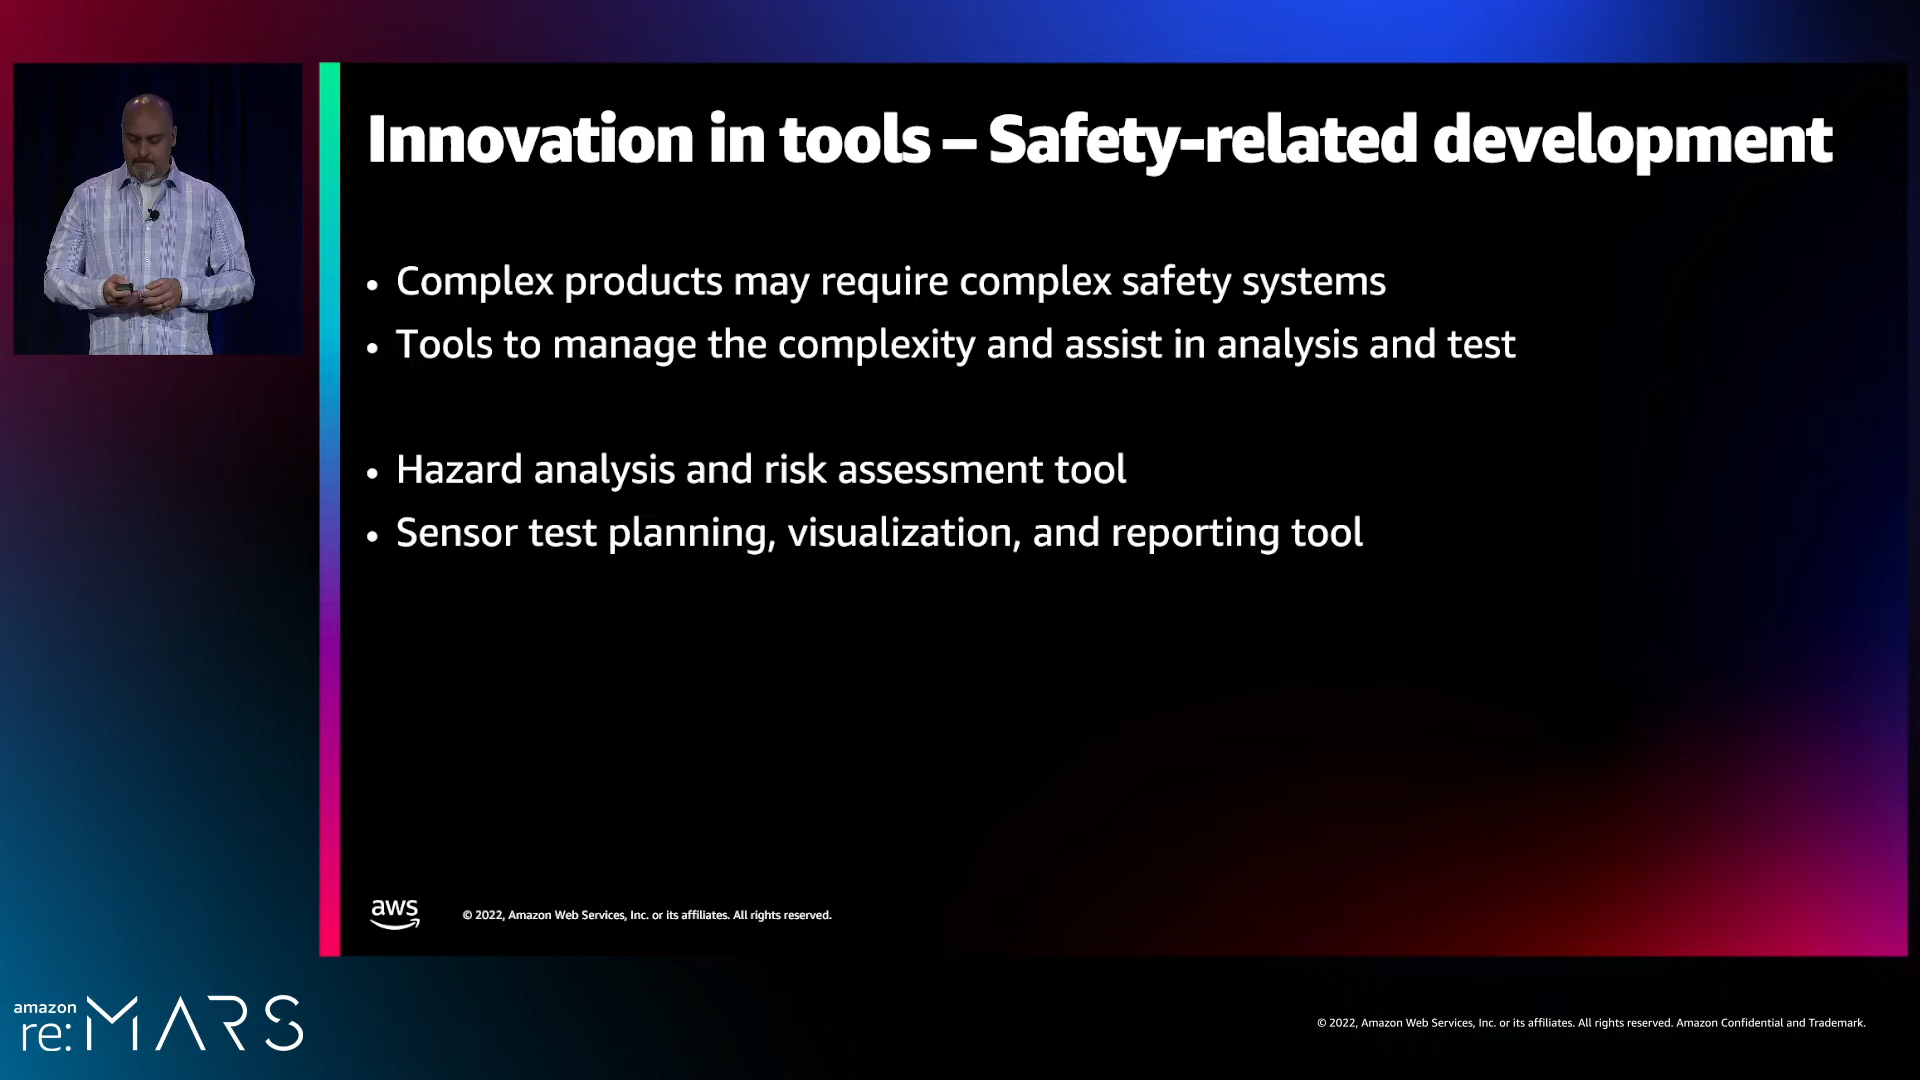 Innovation in tools – Safety-related development
• Complex products may require complex safety systems
• Tools to manage the complexity and assist in analysis and test
• Hazard analysis and risk assessment tool
• Sensor test planning, visualization, and reporting tool
aws
© 2022, Amazon Web Services, Inc. or its affiliates. All rights reserved.
amazon
re:MARS
© 2022, Amazon Web Services, Inc. or its affiliates. All rights reserved. Amazon Confidential and Trademark.